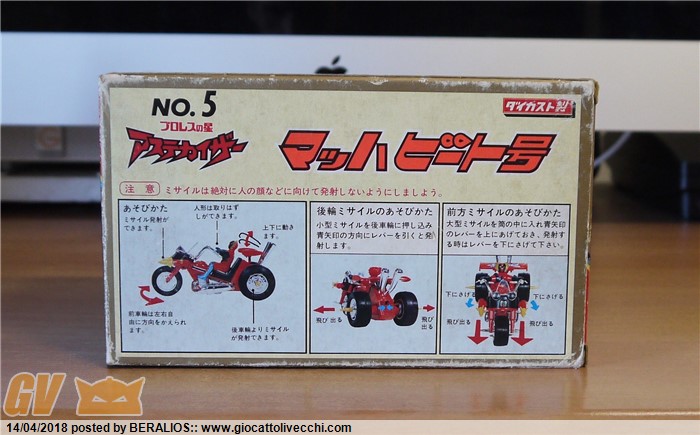 NO. 5
プロレスの星
アステカイザー
マッハビート号
ダイカスト製
注意 ミサイルは絶対に人の顔などに向けて発射しないようにしましょう。
あそびかた
ミサイル発射が
できます。
人形は取りはず
しができます。
上下に動き
ます。
前車輪は左右自
由に方向をかえられ
ます。
後車輪よりミサイル
が発射できます。
後輪ミサイルのあそびかた
小型ミサイルを後車輪に押し込み
青矢印の方向にレバーを引くと発
射します。
飛び出る
飛び出る
前方ミサイルのあそびかた
大型ミサイルを筒の中に入れ青矢印
のレバーを上にあげておき、発射す
る時はレバーを下にさげて下さい。
下にさげる
下にさげる
飛び出る
飛び出る
GV
14/04/2018 posted by BERALIOS:: www.giocattolivecchi.com